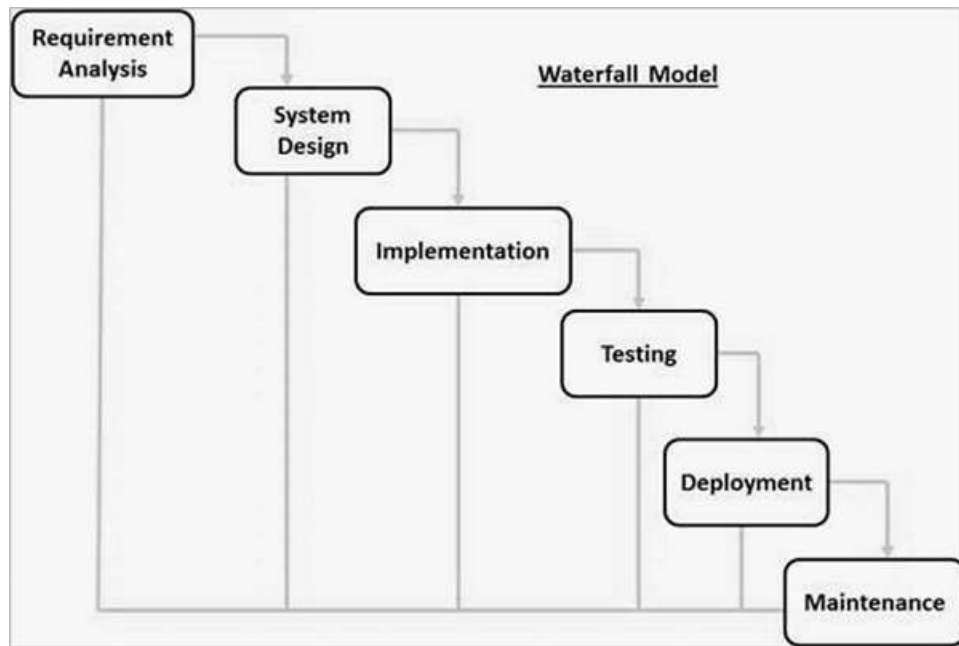 Requirement
Analysis
Waterfall Model
System
Design
Implementation
Testing
Deployment
Maintenance